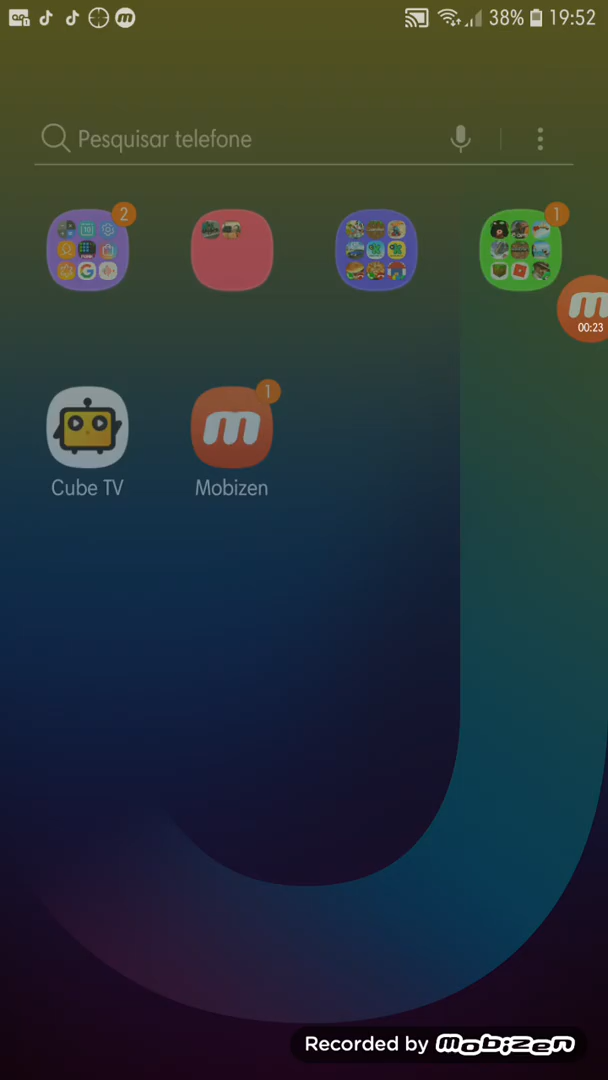 38% 19:52
Pesquisar telefone
2
1
00:23
1
Cube TV
Mobizen
Recorded by mobizen